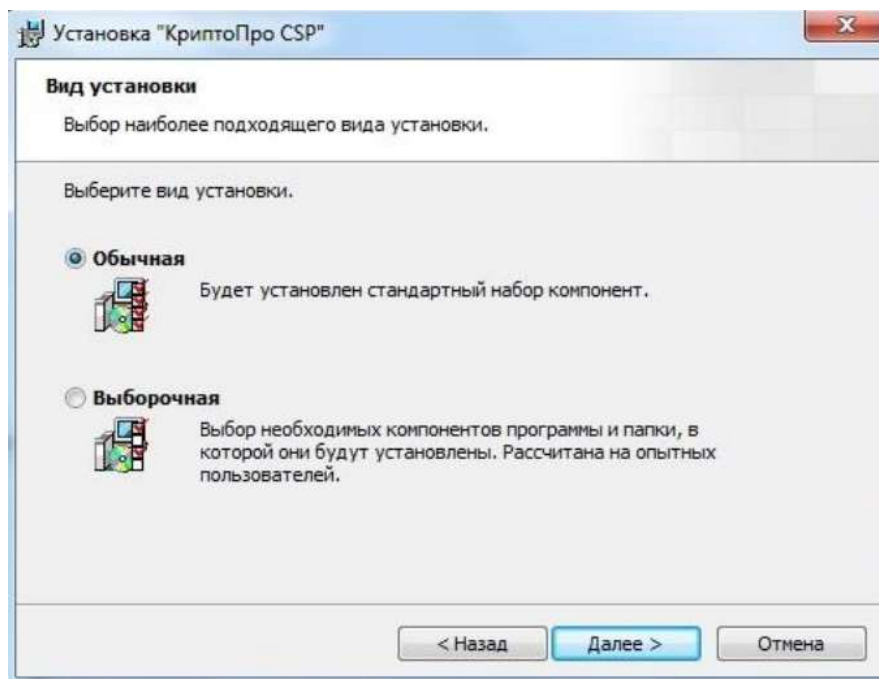 Установка "КриптоПро CSP"
Вид установки
Выбор наиболее подходящего вида установки.
Выберите вид установки.
Обычная
Будет установлен стандартный набор компонент.
Выборочная
Выбор необходимых компонентов программы и папки, в
которой они будут установлены. Рассчитана на опытных
пользователей.
< Назад
Далее >
Отмена